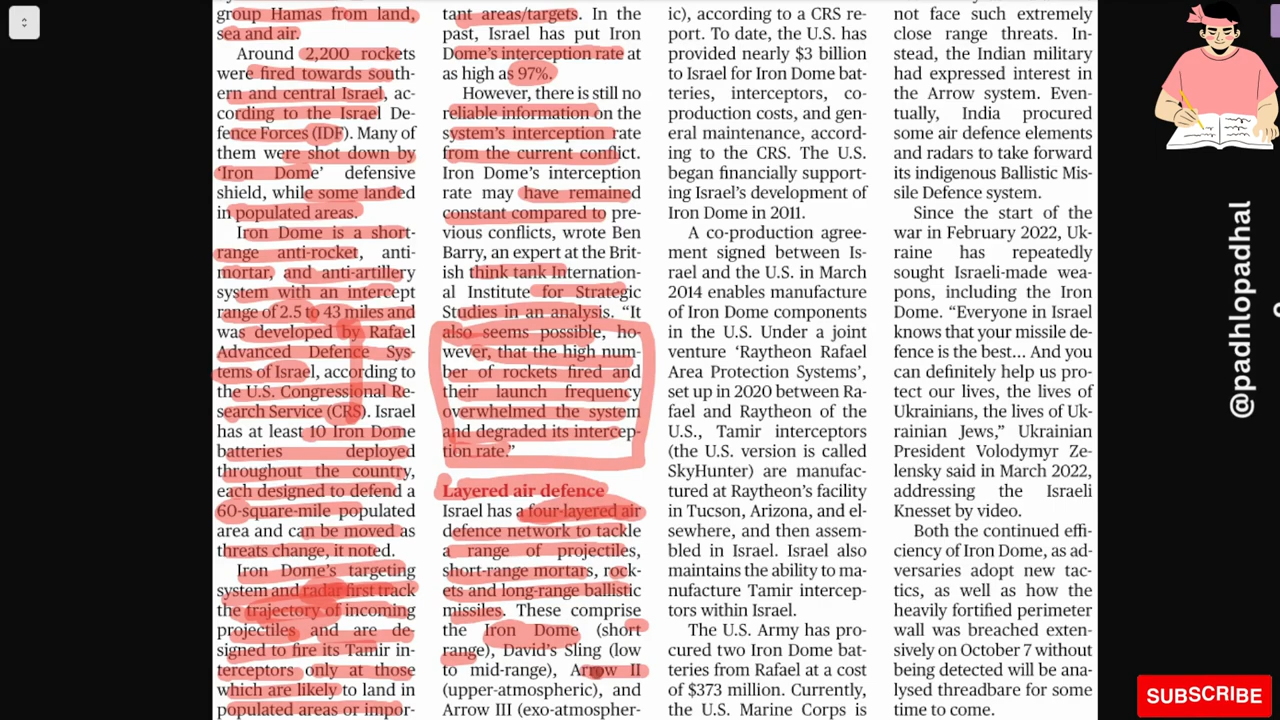 group Hamas from land,
sea and air.
Around 2,200 rockets
were fired towards south-
ern and central Israel, ac-
cording to the Israel De-
fence Forces (IDF). Many of
them were shot down by
‘Iron Dome’ defensive
shield, while some landed
in populated areas.
Iron Dome is a short-
range anti-rocket, anti-
mortar, and anti-artillery
system with an intercept
range of 2.5 to 43 miles and
was developed by Rafael
Advanced Defence Sys-
tems of Israel, according to
the U.S. Congressional Re-
search Service (CRS). Israel
has at least 10 Iron Dome
batteries deployed
throughout the country,
each designed to defend a
60-square-mile populated
area and can be moved as
threats change, it noted.
Iron Dome’s targeting
system and radar first track
the trajectory of incoming
projectiles and are de-
signed to fire its Tamir in-
terceptors only at those
which are likely to land in
populated areas or impor-
tant areas/targets. In the
past, Israel has put Iron
Dome’s interception rate at
as high as 97%.
However, there is still no
reliable information on the
system’s interception rate
from the current conflict.
Iron Dome’s interception
rate may have remained
constant compared to pre-
vious conflicts, wrote Ben
Barry, an expert at the Brit-
ish think tank Internation-
al Institute for Strategic
Studies in an analysis. “It
also seems possible, ho-
wever, that the high num-
ber of rockets fired and
their launch frequency
overwhelmed the system
and degraded its intercep-
tion rate.”
Layered air defence
Israel has a four-layered air
defence network to tackle
a range of projectiles,
short-range mortars, rock-
ets and long-range ballistic
missiles. These comprise
the Iron Dome (short
range), David’s Sling (low
to mid-range), Arrow II
(upper-atmospheric), and
Arrow III (exo-atmospher-
ic), according to a CRS re-
port. To date, the U.S. has
provided nearly $3 billion
to Israel for Iron Dome bat-
teries, interceptors, co-
production costs, and gen-
eral maintenance, accord-
ing to the CRS. The U.S.
began financially support-
ing Israel’s development of
Iron Dome in 2011.
A co-production agree-
ment signed between Is-
rael and the U.S. in March
2014 enables manufacture
of Iron Dome components
in the U.S. Under a joint
venture ‘Raytheon Rafael
Area Protection Systems’,
set up in 2020 between Ra-
fael and Raytheon of the
U.S., Tamir interceptors
(the U.S. version is called
SkyHunter) are manufac-
tured at Raytheon’s facility
in Tucson, Arizona, and el-
sewhere, and then assem-
bled in Israel. Israel also
maintains the ability to ma-
nufacture Tamir intercep-
tors within Israel.
The U.S. Army has pro-
cured two Iron Dome bat-
teries from Rafael at a cost
of $373 million. Currently,
the U.S. Marine Corps is
not face such extremely
close range threats. In-
stead, the Indian military
had expressed interest in
the Arrow system. Even-
tually, India procured
some air defence elements
and radars to take forward
its indigenous Ballistic Mis-
sile Defence system.
Since the start of the
war in February 2022, Uk-
raine has repeatedly
sought Israeli-made wea-
pons, including the Iron
Dome. “Everyone in Israel
knows that your missile de-
fence is the best... And you
can definitely help us pro-
tect our lives, the lives of
Ukrainians, the lives of Uk-
rainian Jews,” Ukrainian
President Volodymyr Ze-
lensky said in March 2022,
addressing the Israeli
Knesset by video.
Both the continued effi-
ciency of Iron Dome, as ad-
versaries adopt new tac-
tics, as well as how the
heavily fortified perimeter
wall was breached exten-
sively on October 7 without
being detected will be ana-
lysed threadbare for some
time to come.
@padhlopadhal
SUBSCRIBE